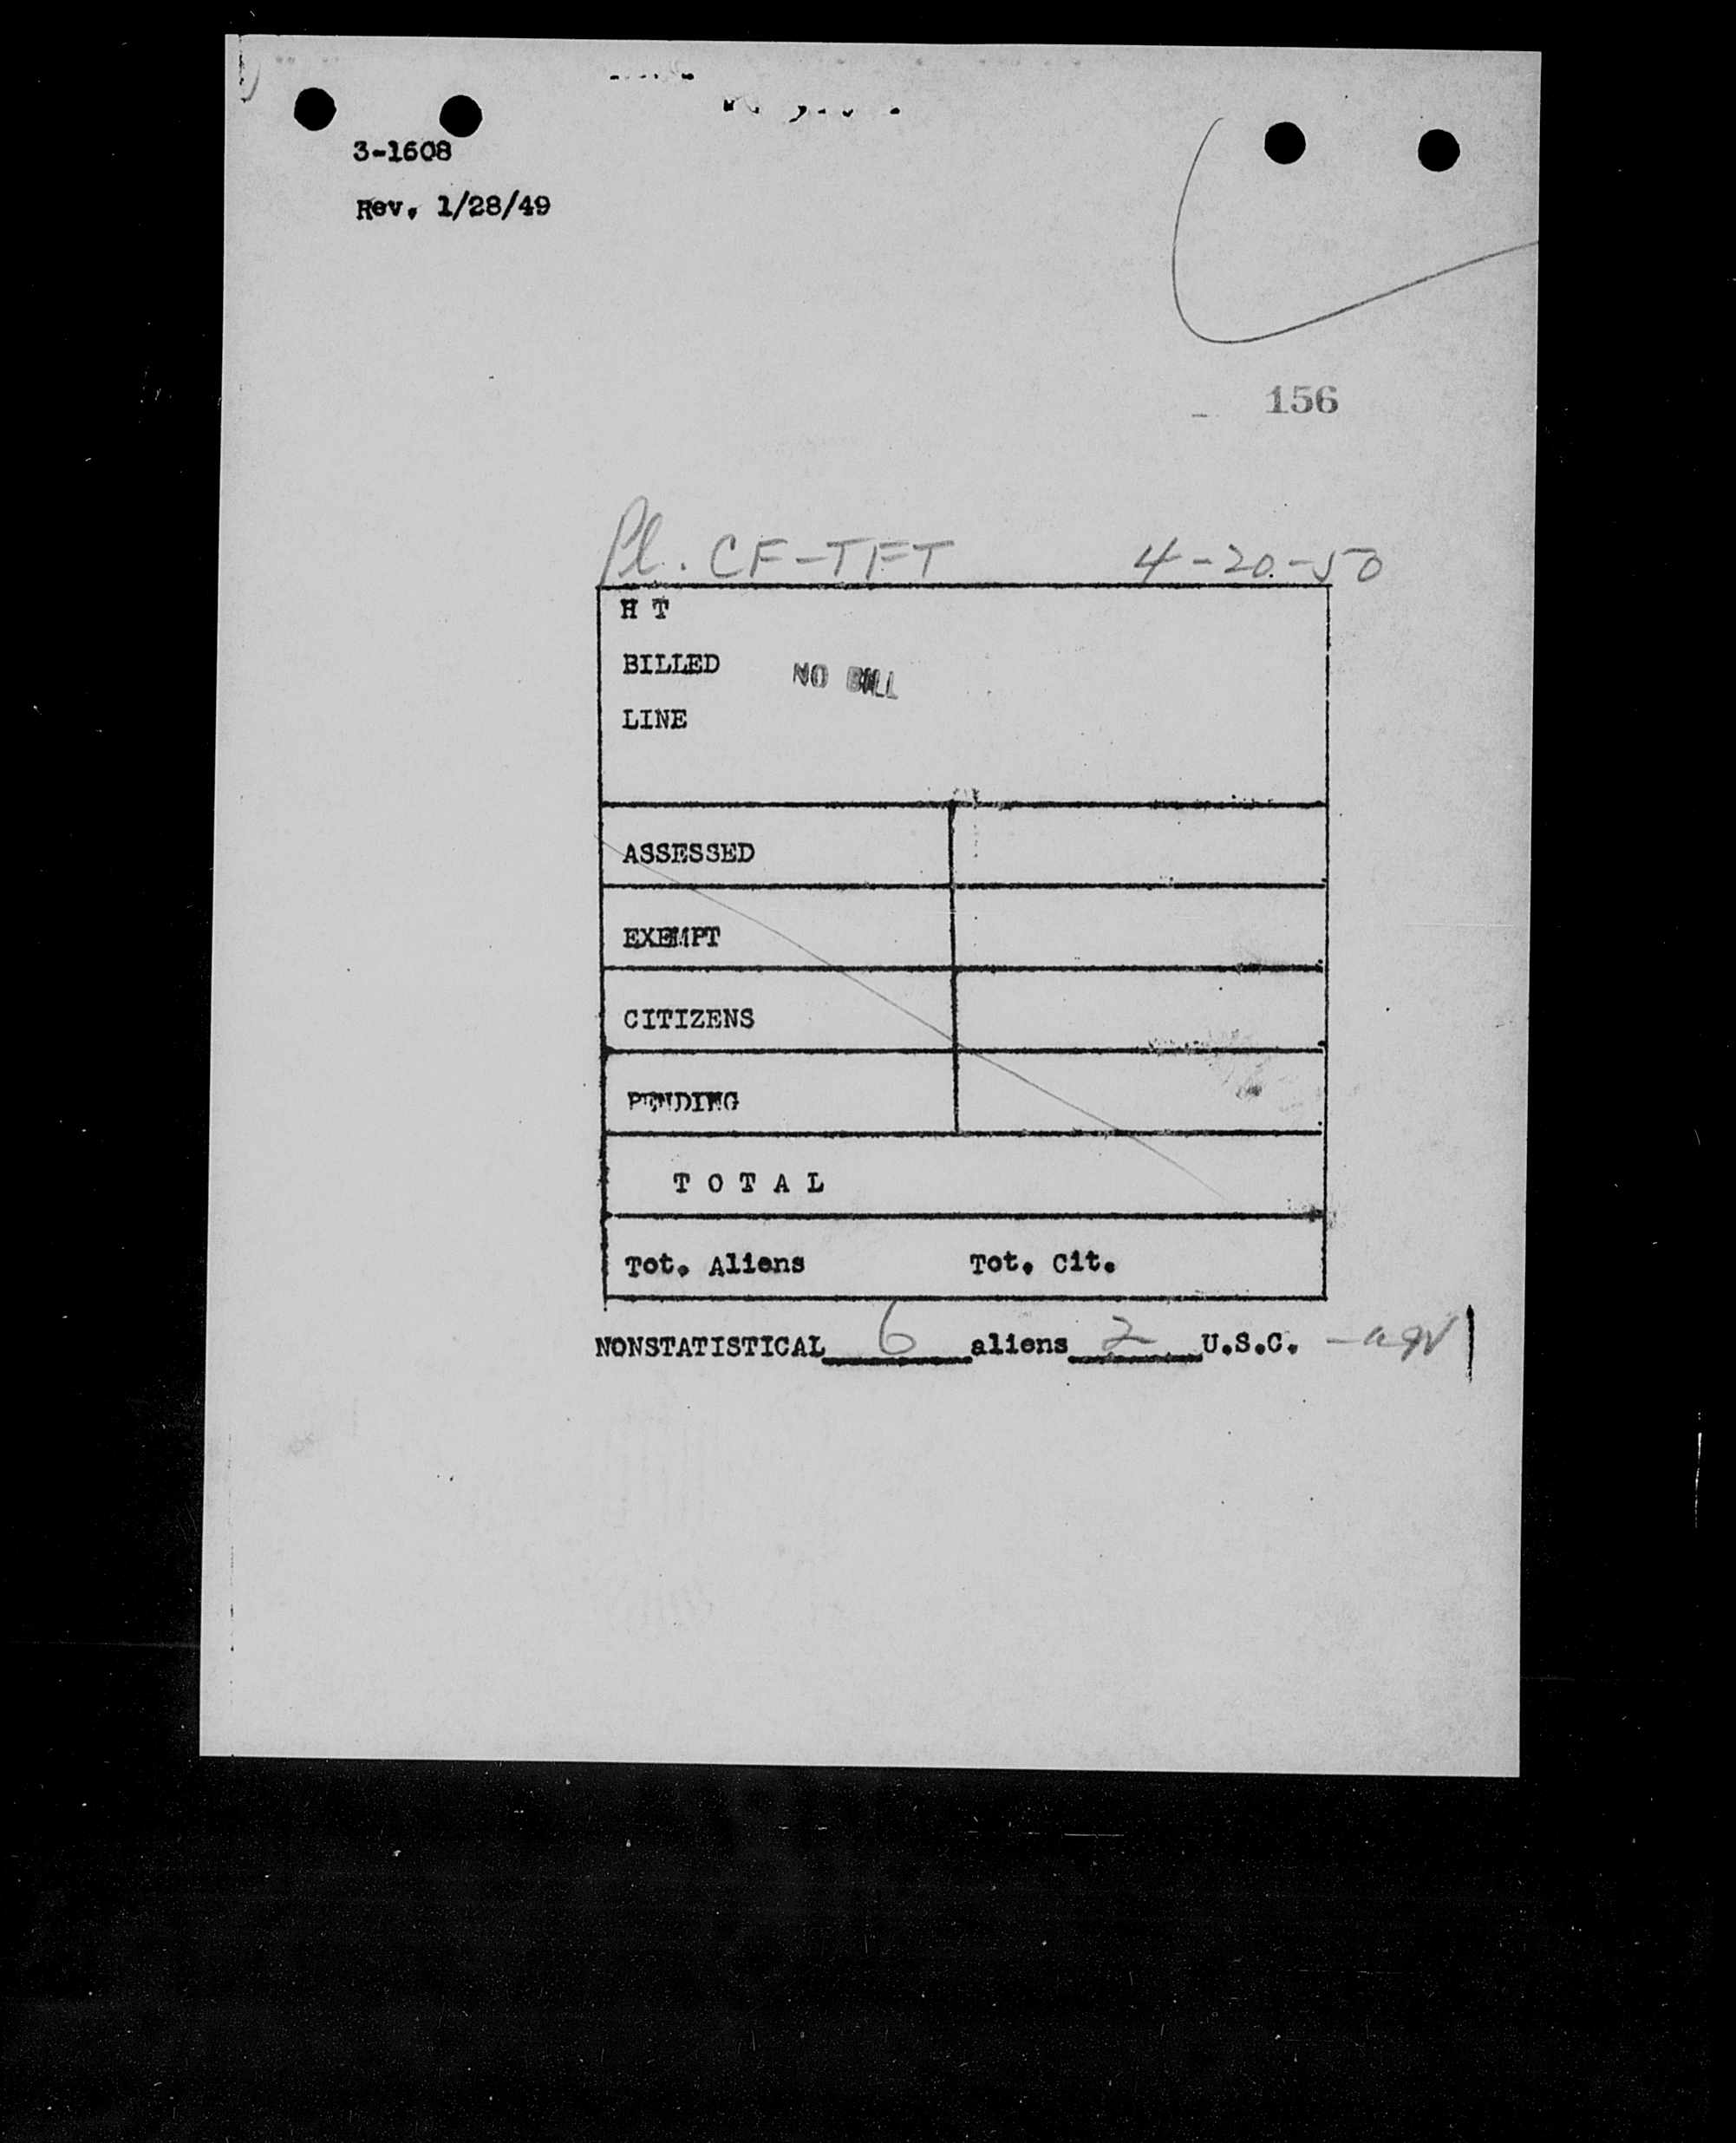 3-1608
Rev. 1/28/49
156
Pl. CF-TFT 4-20-50
H T
BILLED NO BILL
LINE
ASSESSED
EXEMPT
CITIZENS
PENDING
T O T A L
Tot. Aliens Tot. Cit.
NONSTATISTICAL 6 aliens 2 U.S.C.